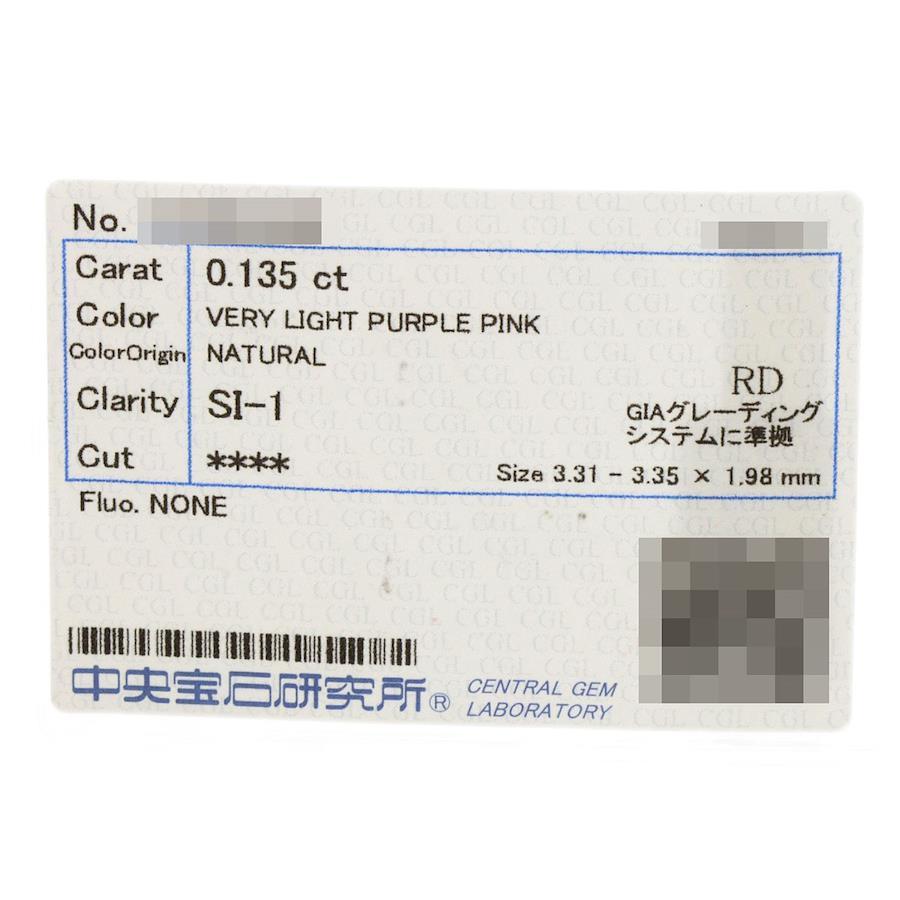 No.
Carat 0.135 ct
Color VERY LIGHT PURPLE PINK
ColorOrigin NATURAL
Clarity SI-1
RD
GIAグレーディング
システムに準拠
Cut ****
Size 3.31 - 3.35 × 1.98 mm
Fluo. NONE
中央宝石研究所®
CENTRAL GEM
LABORATORY